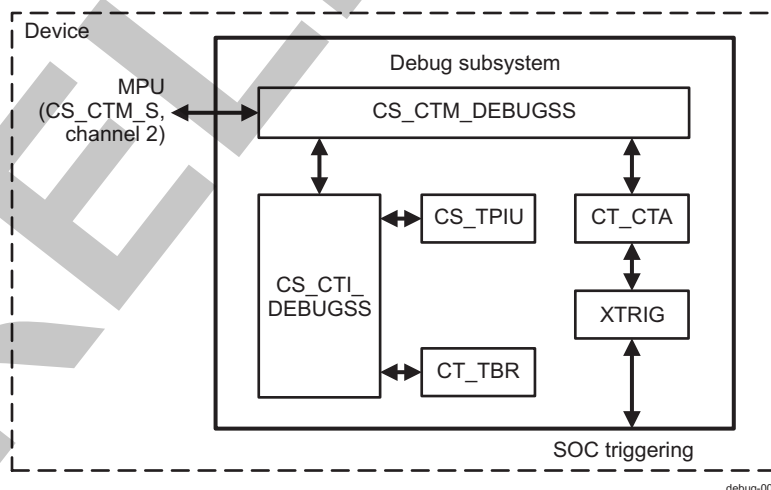 Device
Debug subsystem
MPU
(CS_CTM_S,
channel 2)
CS_CTM_DEBUGSS
CS_TPIU
CT_CTA
CS_CTI_
DEBUGSS
XTRIG
CT_TBR
SOC triggering